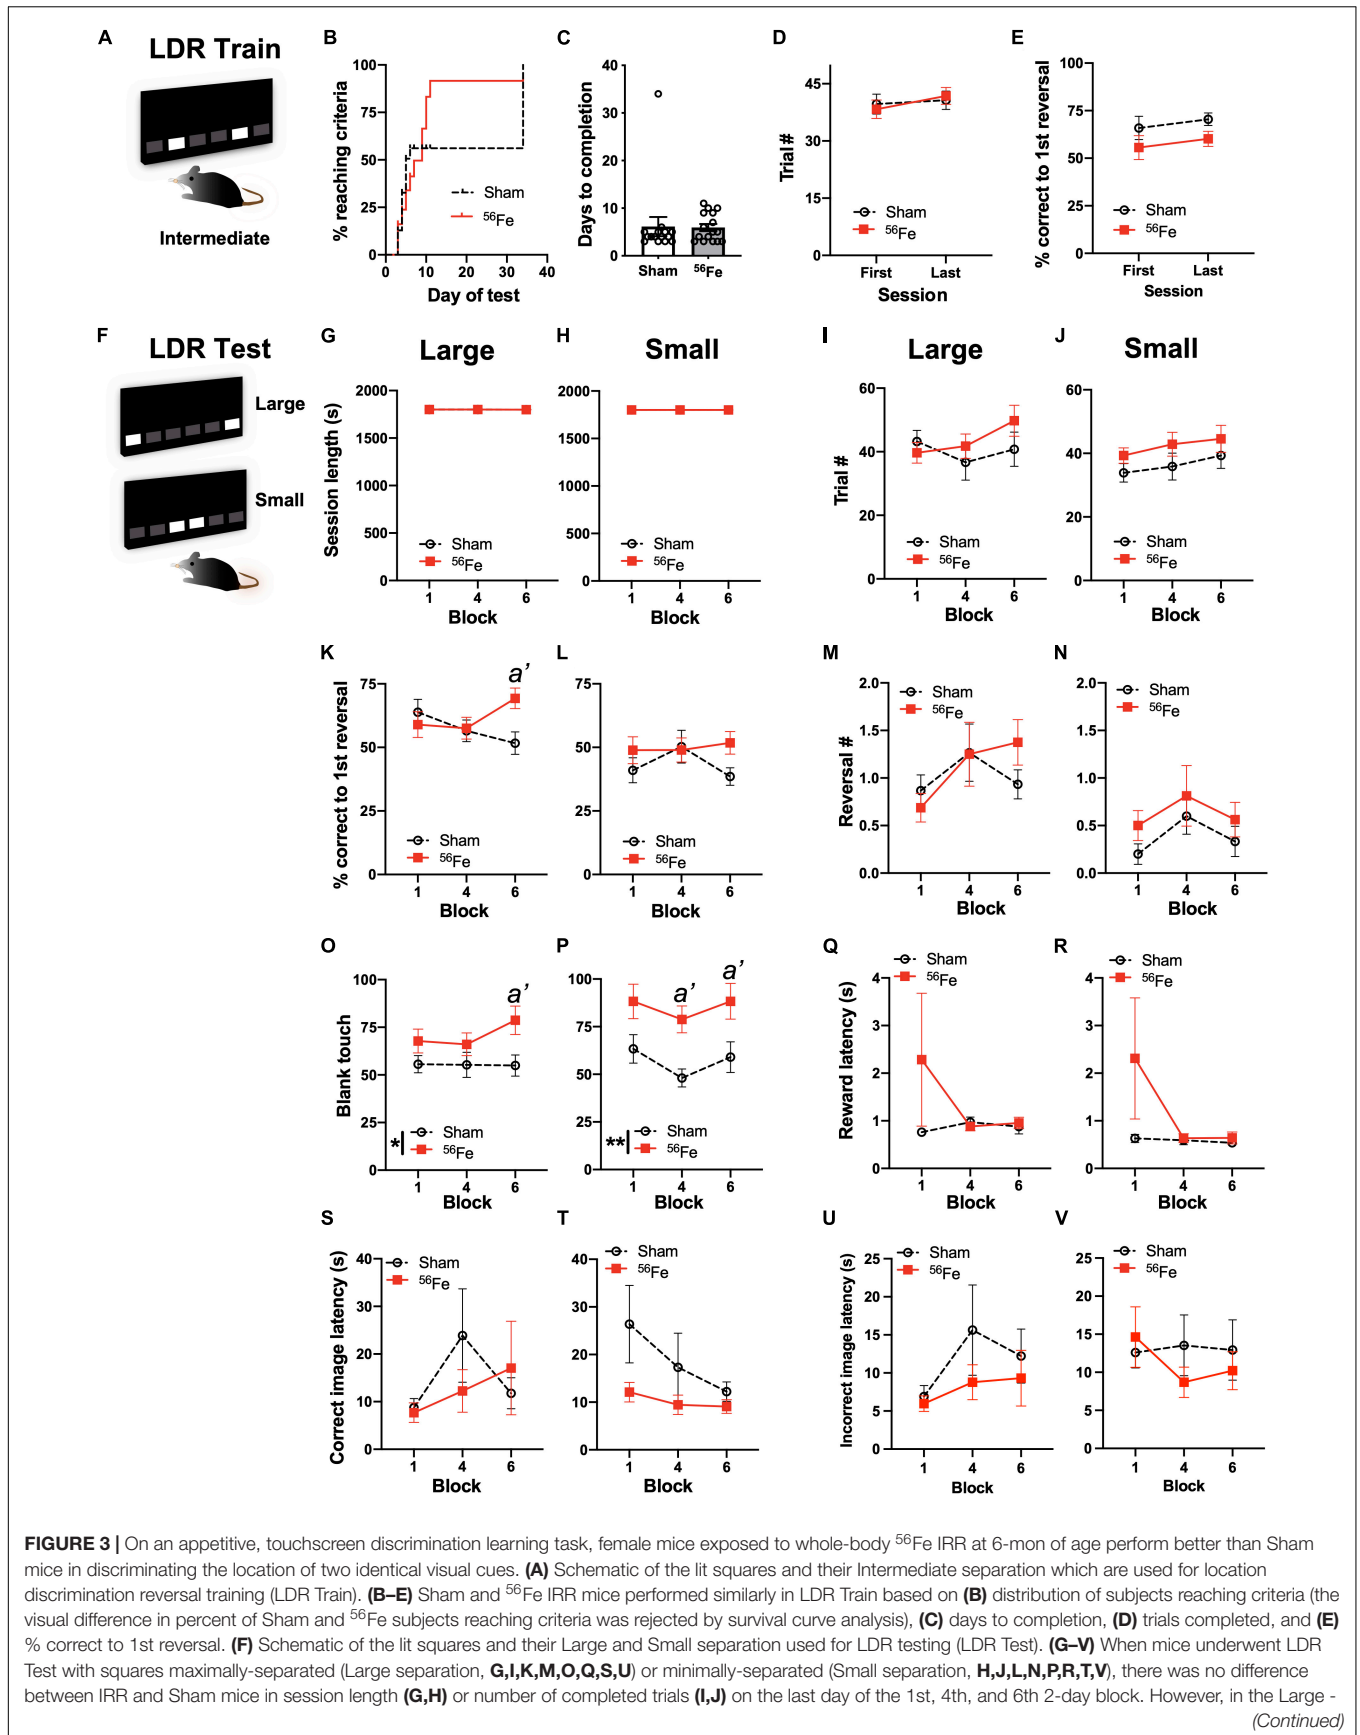 A
LDR Train
Intermediate
B
% reaching criteria
100
75
50
25
0
Sham
56Fe
0 10 20 30 40
Day of test
C
Days to completion
40
30
20
10
0
Sham 56Fe
D
Trial #
45
30
15
0
Sham
56Fe
First Last
Session
E
% correct to 1st reversal
100
75
50
25
0
Sham
56Fe
First Last
Session
F
LDR Test
Large
Small
G
Large
Session length (s)
2000
1500
1000
500
0
Sham
56Fe
1 4 6
Block
H
Small
2000
1500
1000
500
0
Sham
56Fe
1 4 6
Block
I
Large
Trial #
60
40
20
0
Sham
56Fe
1 4 6
Block
J
Small
60
40
20
0
Sham
56Fe
1 4 6
Block
K
% correct to 1st reversal
75
50
25
0
a’
Sham
56Fe
1 4 6
Block
L
75
50
25
0
Sham
56Fe
1 4 6
Block
M
Reversal #
2.0
1.5
1.0
0.5
0.0
Sham
56Fe
1 4 6
Block
N
2.0
1.5
1.0
0.5
0.0
Sham
56Fe
1 4 6
Block
O
Blank touch
100
75
50
25
0
a’
*
Sham
56Fe
1 4 6
Block
P
100
75
50
25
0
a’ a’
**
Sham
56Fe
1 4 6
Block
Q
Reward latency (s)
4
3
2
1
0
Sham
56Fe
1 4 6
Block
R
4
3
2
1
0
Sham
56Fe
1 4 6
Block
S
Correct image latency (s)
40
30
20
10
0
Sham
56Fe
1 4 6
Block
T
40
30
20
10
0
Sham
56Fe
1 4 6
Block
U
Incorrect image latency (s)
25
20
15
10
5
0
Sham
56Fe
1 4 6
Block
V
25
20
15
10
5
0
Sham
56Fe
1 4 6
Block
FIGURE 3 | On an appetitive, touchscreen discrimination learning task, female mice exposed to whole-body 56Fe IRR at 6-mon of age perform better than Sham
mice in discriminating the location of two identical visual cues. (A) Schematic of the lit squares and their Intermediate separation which are used for location
discrimination reversal training (LDR Train). (B–E) Sham and 56Fe IRR mice performed similarly in LDR Train based on (B) distribution of subjects reaching criteria (the
visual difference in percent of Sham and 56Fe subjects reaching criteria was rejected by survival curve analysis), (C) days to completion, (D) trials completed, and (E)
% correct to 1st reversal. (F) Schematic of the lit squares and their Large and Small separation used for LDR testing (LDR Test). (G–V) When mice underwent LDR
Test with squares maximally-separated (Large separation, G,I,K,M,O,Q,S,U) or minimally-separated (Small separation, H,J,L,N,P,R,T,V), there was no difference
between IRR and Sham mice in session length (G,H) or number of completed trials (I,J) on the last day of the 1st, 4th, and 6th 2-day block. However, in the Large -
(Continued)